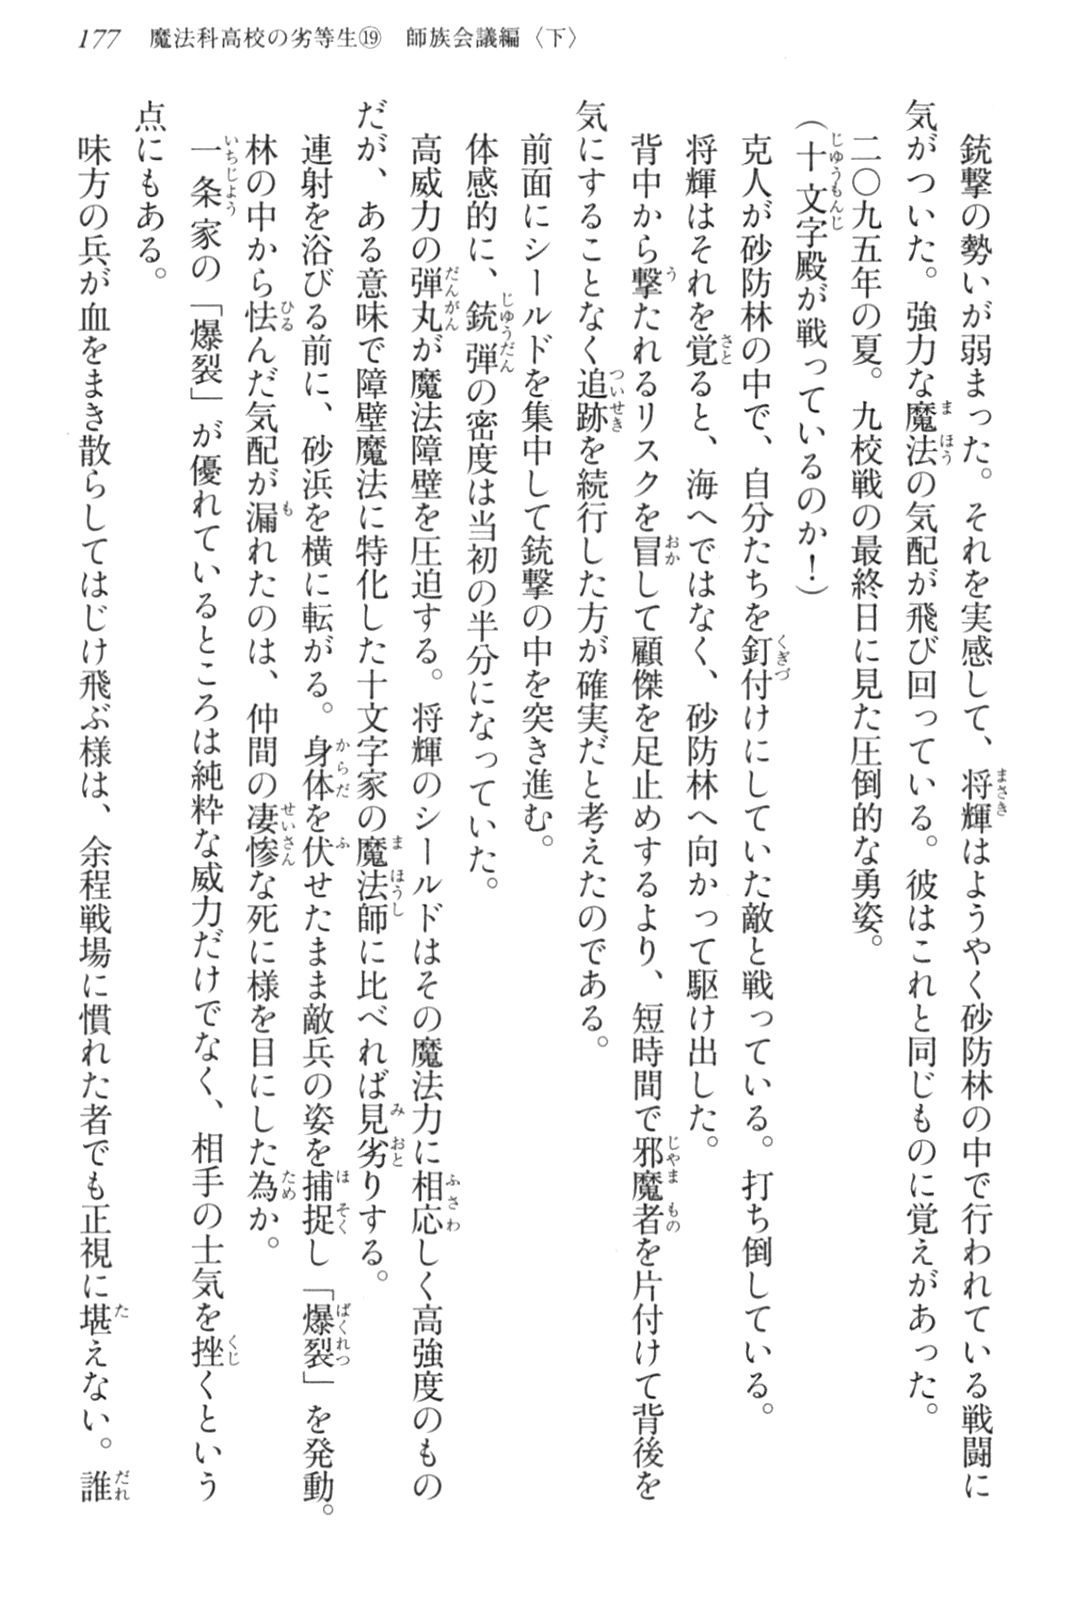 177　魔法科高校の劣等生⑲　師族会議編〈下〉
　銃撃の勢いが弱まった。それを実感して、将輝はようやく砂防林の中で行われている戦闘に
気がついた。強力な魔法の気配が飛び回っている。彼はこれと同じものに覚えがあった。
　二〇九五年の夏。九校戦の最終日に見た圧倒的な勇姿。
（十文字殿が戦っているのか！）
　克人が砂防林の中で、自分たちを釘付けにしていた敵と戦っている。打ち倒している。
　将輝はそれを覚ると、海へではなく、砂防林へ向かって駆け出した。
　背中から撃たれるリスクを冒して顧傑を足止めするより、短時間で邪魔者を片付けて背後を
気にすることなく追跡を続行した方が確実だと考えたのである。
　前面にシールドを集中して銃撃の中を突き進む。
　体感的に、銃弾の密度は当初の半分になっていた。
　高威力の弾丸が魔法障壁を圧迫する。将輝のシールドはその魔法力に相応しく高強度のもの
だが、ある意味で障壁魔法に特化した十文字家の魔法師に比べれば見劣りする。
　連射を浴びる前に、砂浜を横に転がる。身体を伏せたまま敵兵の姿を捕捉し「爆裂」を発動。
　林の中から怯んだ気配が漏れたのは、仲間の凄惨な死に様を目にした為か。
　一条家の「爆裂」が優れているところは純粋な威力だけでなく、相手の士気を挫くという
点にもある。
　味方の兵が血をまき散らしてはじけ飛ぶ様は、余程戦場に慣れた者でも正視に堪えない。誰